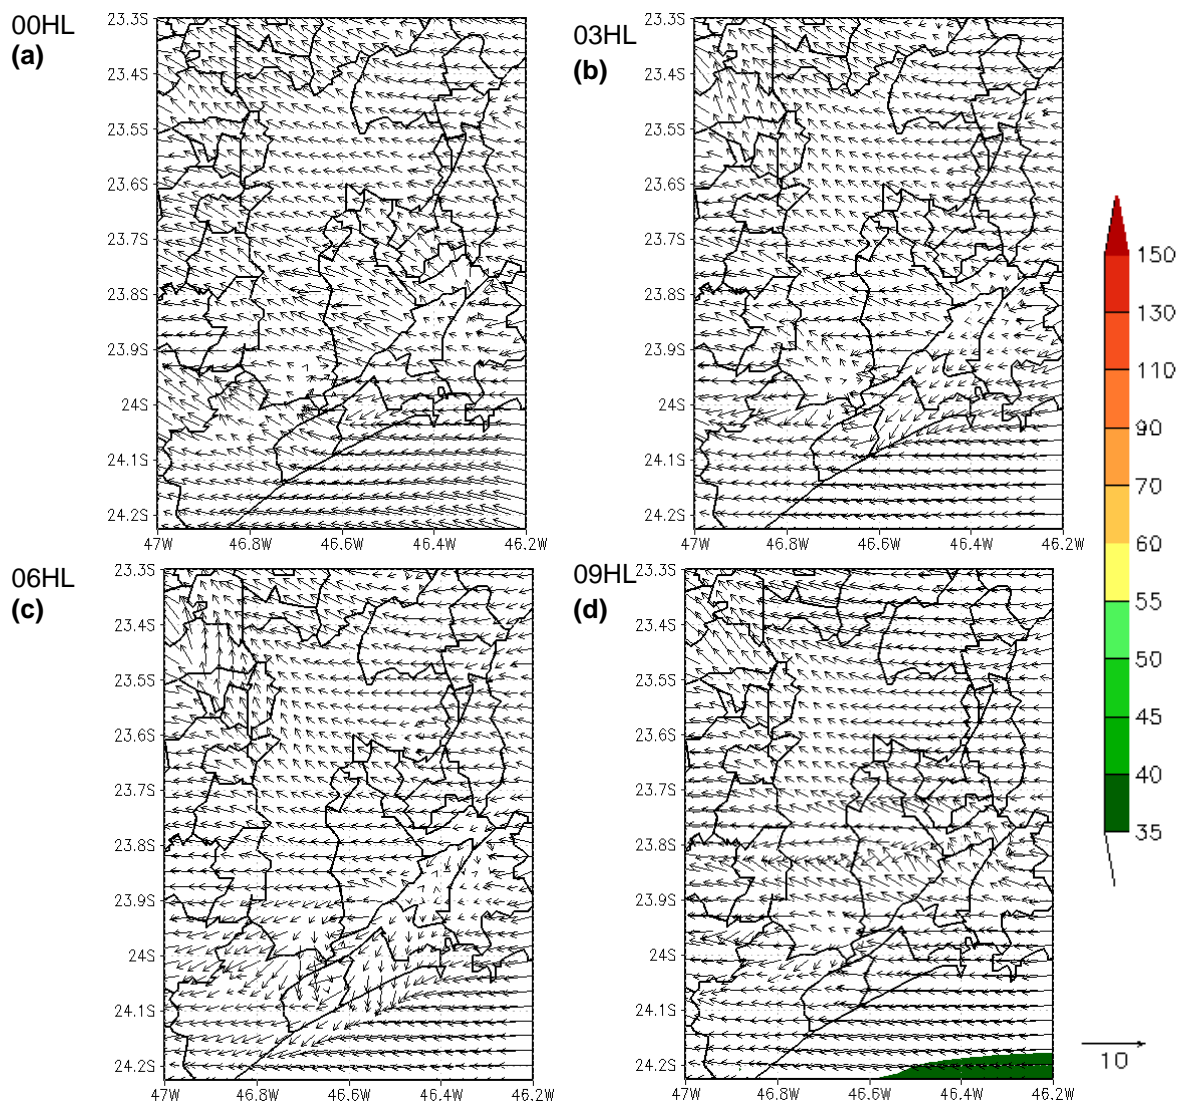 00HL
(a)
23.3S
23.4S
23.5S
23.6S
23.7S
23.8S
23.9S
24S
24.1S
24.2S
47W 46.8W 46.6W 46.4W 46.2W
03HL
(b)
23.3S
23.4S
23.5S
23.6S
23.7S
23.8S
23.9S
24S
24.1S
24.2S
47W 46.8W 46.6W 46.4W 46.2W
06HL
(c)
23.3S
23.4S
23.5S
23.6S
23.7S
23.8S
23.9S
24S
24.1S
24.2S
47W 46.8W 46.6W 46.4W 46.2W
09HL
(d)
23.3S
23.4S
23.5S
23.6S
23.7S
23.8S
23.9S
24S
24.1S
24.2S
47W 46.8W 46.6W 46.4W 46.2W
150
130
110
90
70
60
55
50
45
40
35
10